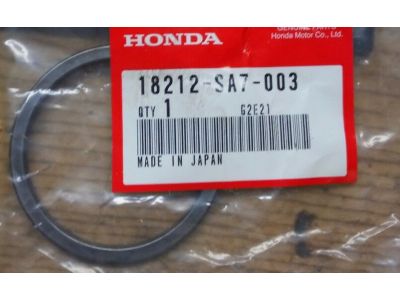 GENUINE PARTS
Honda Motor Co., Ltd.
HONDA
18212-SA7-003
QTY 1 G2E21
MADE IN JAPAN